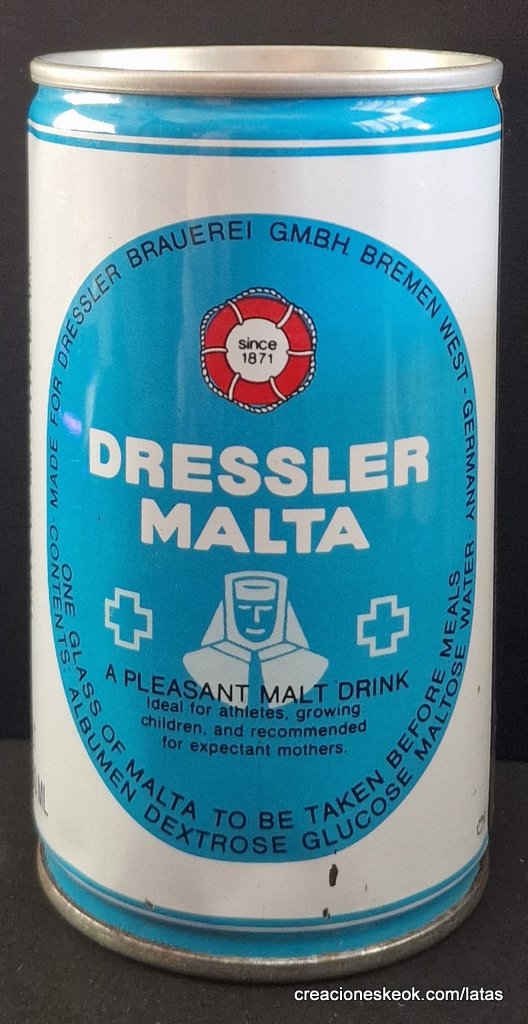 MADE FOR DRESSLER BRAUEREI G.M.B.H. BREMEN WEST-GERMANY
since
1871
DRESSLER
MALTA
A PLEASANT MALT DRINK
Ideal for athletes, growing
children, and recommended
for expectant mothers.
ONE GLASS OF MALTA TO BE TAKEN BEFORE MEALS
CONTENTS: ALBUMEN DEXTROSE GLUCOSE MALTOSE WATER
ML
creacioneskeok.com/latas